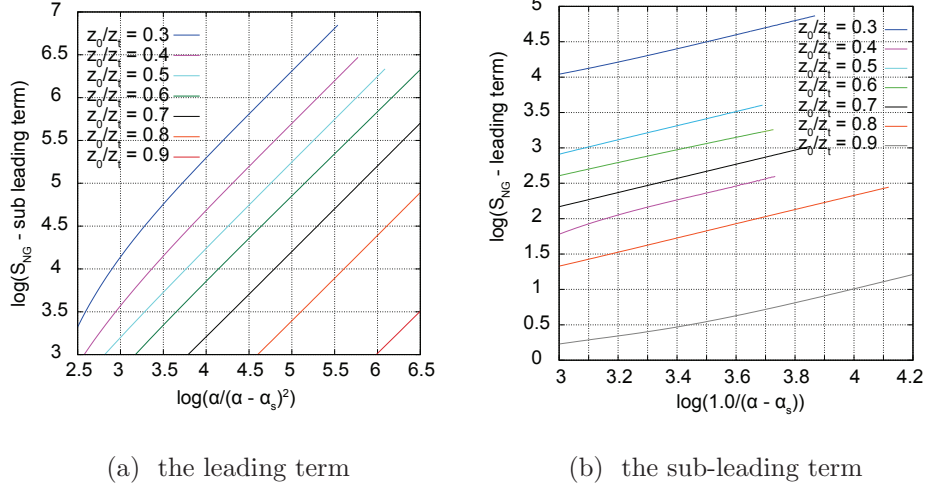 7
6.5
6
5.5
5
4.5
4
3.5
3
log(S_NG - sub leading term)
z_0/z_t = 0.3
z_0/z_t = 0.4
z_0/z_t = 0.5
z_0/z_t = 0.6
z_0/z_t = 0.7
z_0/z_t = 0.8
z_0/z_t = 0.9
2.5 3 3.5 4 4.5 5 5.5 6 6.5
log(α/(α - α_s)^2)
(a) the leading term
5
4.5
4
3.5
3
2.5
2
1.5
1
0.5
0
log(S_NG - leading term)
z_0/z_t = 0.3
z_0/z_t = 0.4
z_0/z_t = 0.5
z_0/z_t = 0.6
z_0/z_t = 0.7
z_0/z_t = 0.8
z_0/z_t = 0.9
3 3.2 3.4 3.6 3.8 4 4.2
log(1.0/(α - α_s))
(b) the sub-leading term